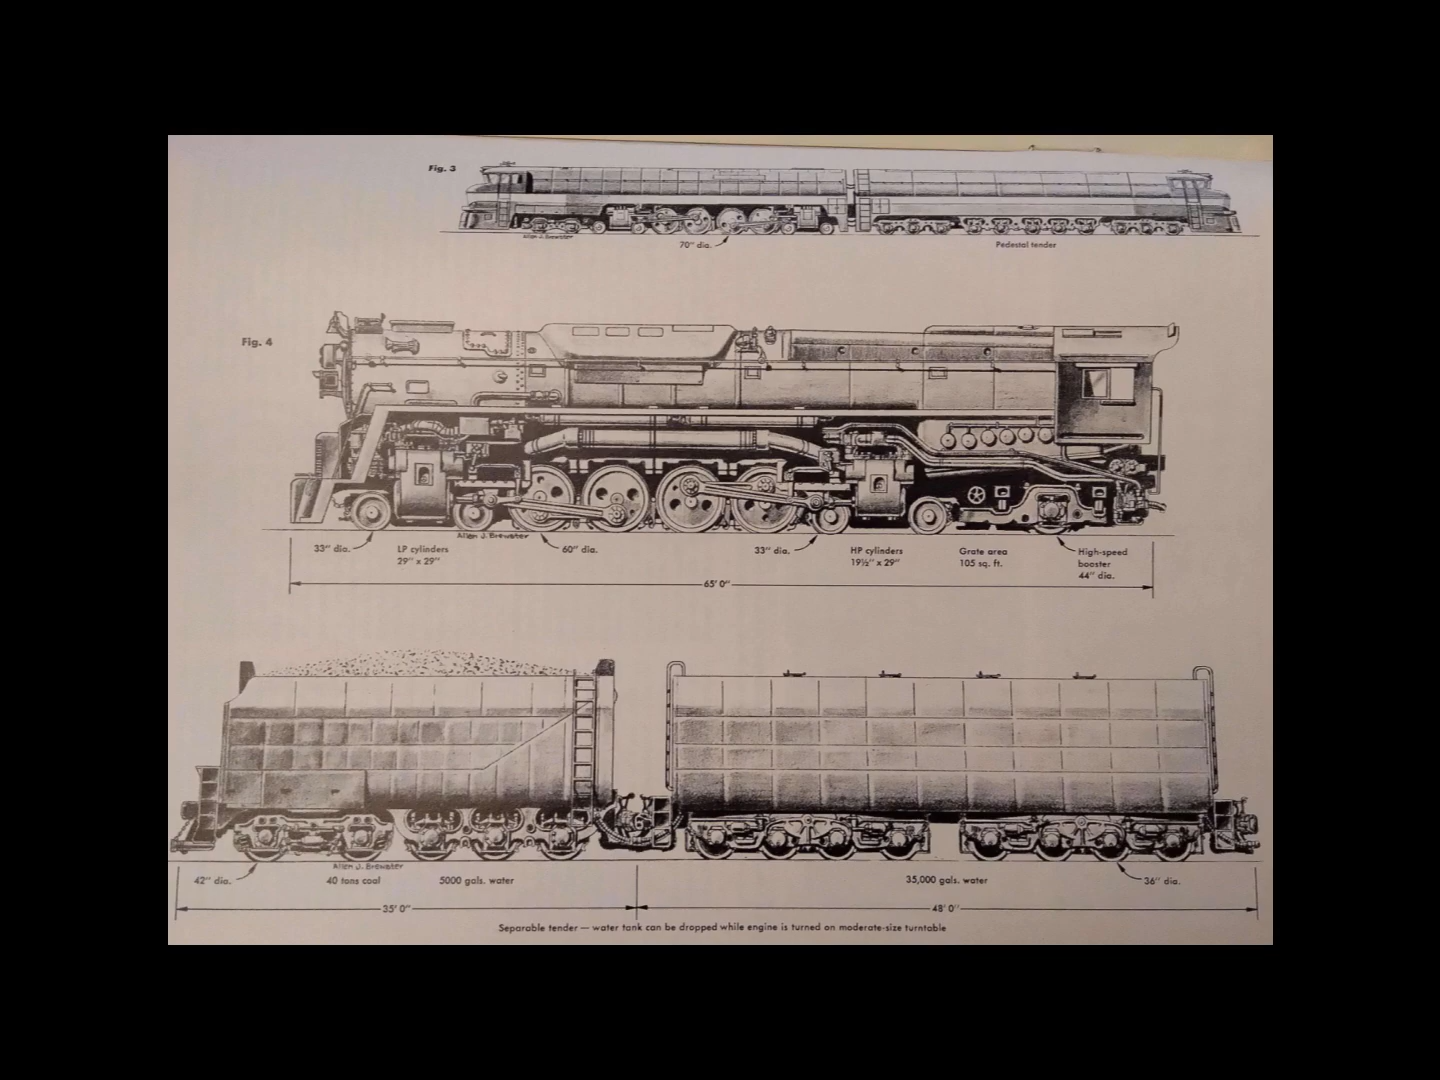 Fig. 3
Allen J. Brewster
70" dia.
Pedestal tender
Fig. 4
Allen J. Brewster
33" dia.
LP cylinders
29" x 29"
60" dia.
33" dia.
HP cylinders
19½" x 29"
Grate area
105 sq. ft.
High-speed
booster
44" dia.
65' 0"
Allen J. Brewster
42" dia.
40 tons coal
5000 gals. water
35,000 gals. water
36" dia.
35' 0"
48' 0"
Separable tender — water tank can be dropped while engine is turned on moderate-size turntable